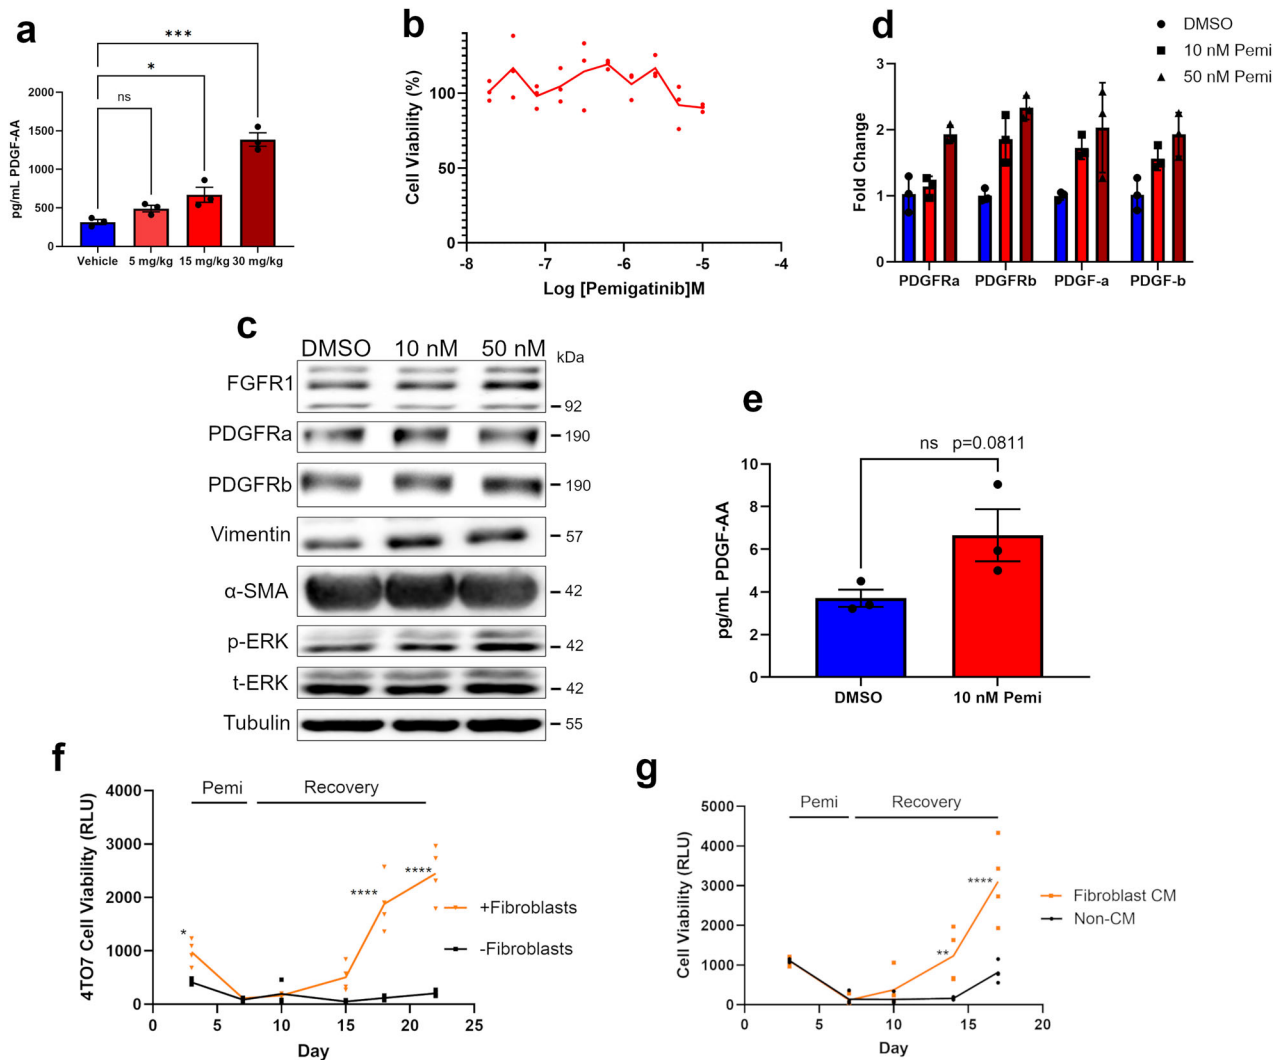 a
***
*
ns
pg/mL PDGF-AA
2000
1500
1000
500
0
Vehicle
5 mg/kg
15 mg/kg
30 mg/kg
b
Cell Viability (%)
100
50
0
-8
-7
-6
-5
-4
Log [Pemigatinib]M
d
DMSO
10 nM Pemi
50 nM Pemi
Fold Change
3
2
1
0
PDGFRa
PDGFRb
PDGF-a
PDGF-b
c
DMSO
10 nM
50 nM
kDa
FGFR1
92
PDGFRa
190
PDGFRb
190
Vimentin
57
α-SMA
42
p-ERK
42
t-ERK
42
Tubulin
55
e
ns p=0.0811
pg/mL PDGF-AA
10
8
6
4
2
0
DMSO
10 nM Pemi
f
Pemi
Recovery
4TO7 Cell Viability (RLU)
4000
3000
2000
1000
0
*
****
****
0
5
10
15
20
25
Day
+Fibroblasts
-Fibroblasts
g
Pemi
Recovery
Cell Viability (RLU)
5000
4000
3000
2000
1000
0
**
****
0
5
10
15
20
Day
Fibroblast CM
Non-CM